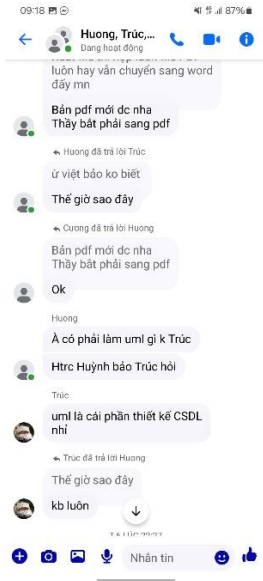 09:18
87%
Huong, Trúc,...
Đang hoạt động
luôn hay vẫn chuyển sang word
đấy mn
Bản pdf mới dc nha
Thầy bắt phải sang pdf
Huong đã trả lời Trúc
ừ việt bảo ko biết
Thế giờ sao đây
Cuong đã trả lời Huong
Bản pdf mới dc nha
Thầy bắt phải sang pdf
Ok
Huong
À có phải làm uml gì k Trúc
Htrc Huỳnh bảo Trúc hỏi
Trúc
uml là cái phần thiết kế CSDL
nhỉ
Trúc đã trả lời Huong
Thế giờ sao đây
kb luôn
Nhắn tin